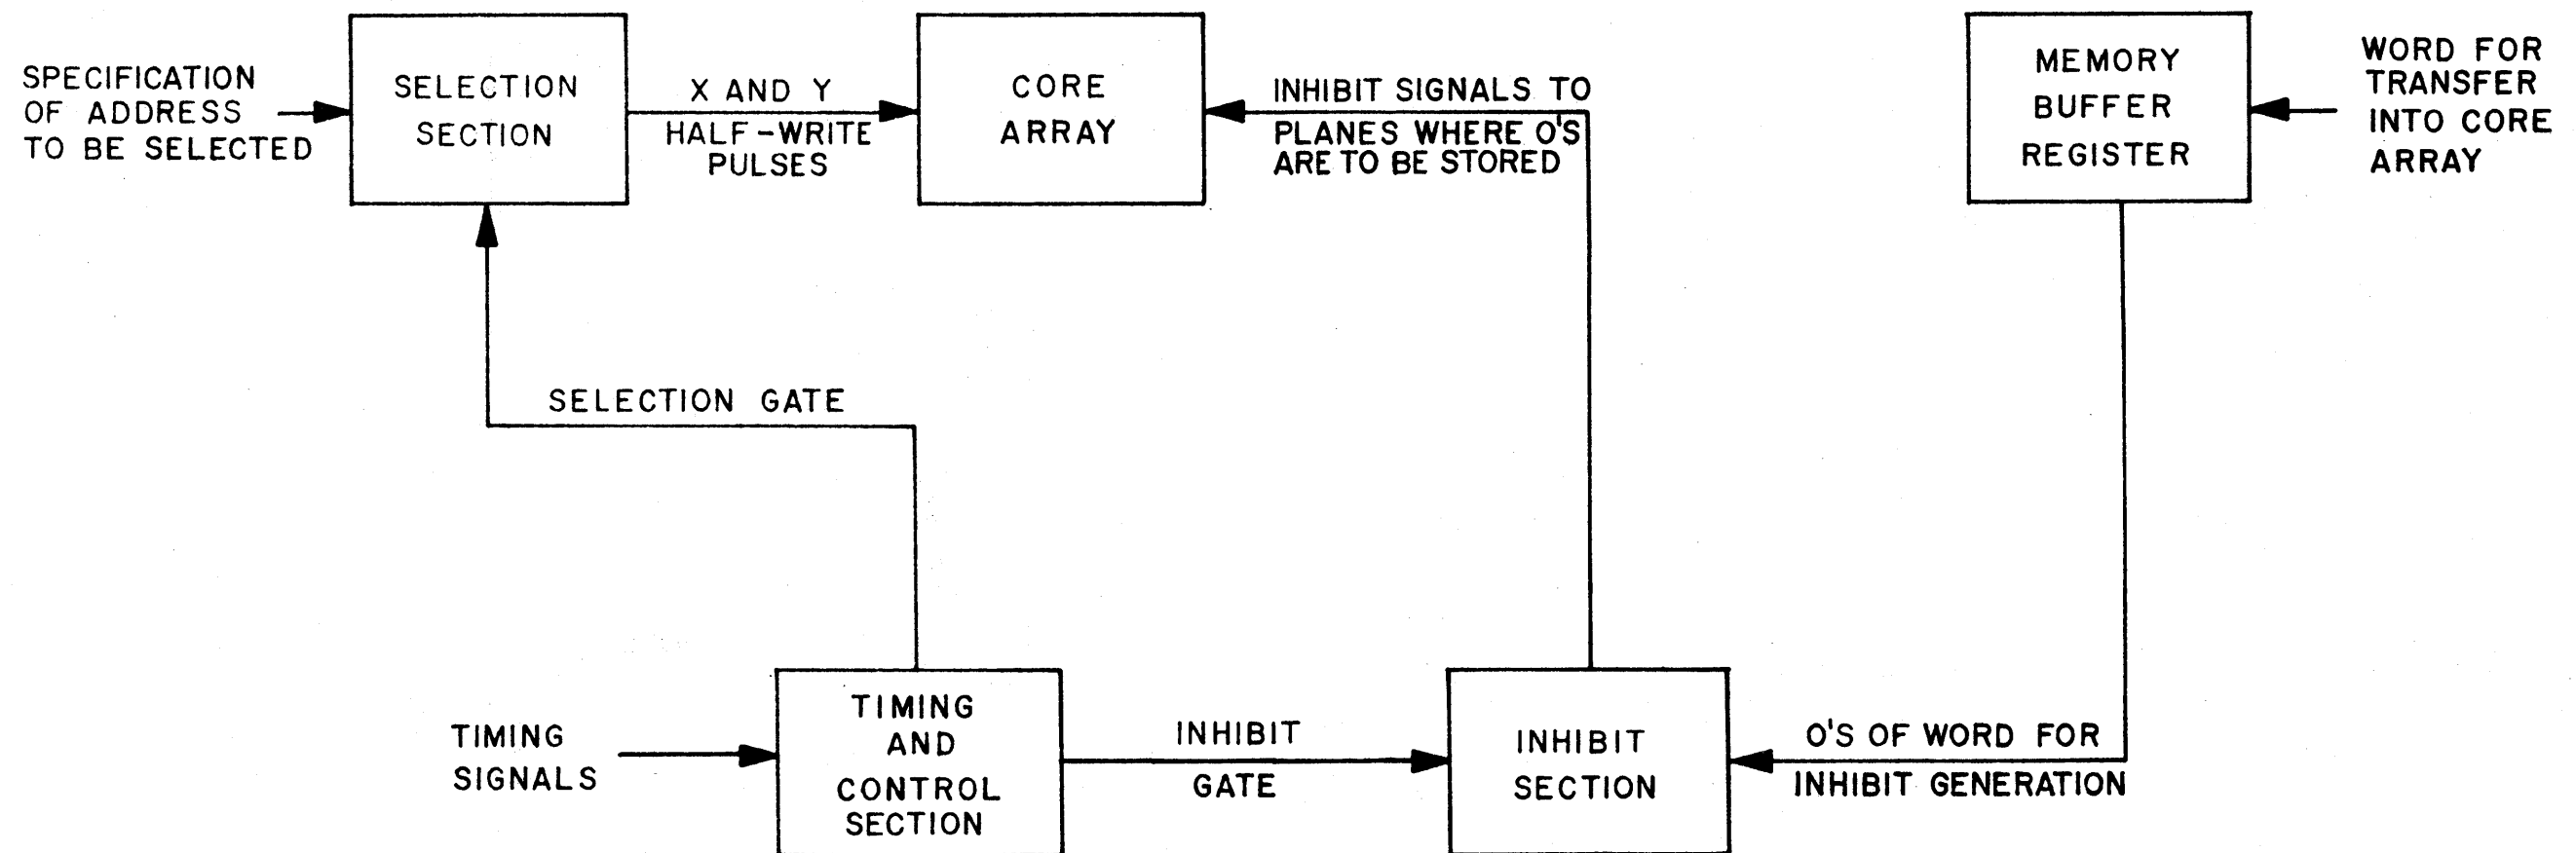 SPECIFICATION
OF ADDRESS
TO BE SELECTED
SELECTION
SECTION
X AND Y
HALF-WRITE
PULSES
CORE
ARRAY
INHIBIT SIGNALS TO
PLANES WHERE O'S
ARE TO BE STORED
MEMORY
BUFFER
REGISTER
WORD FOR
TRANSFER
INTO CORE
ARRAY
SELECTION GATE
TIMING
SIGNALS
TIMING
AND
CONTROL
SECTION
INHIBIT
GATE
INHIBIT
SECTION
O'S OF WORD FOR
INHIBIT GENERATION